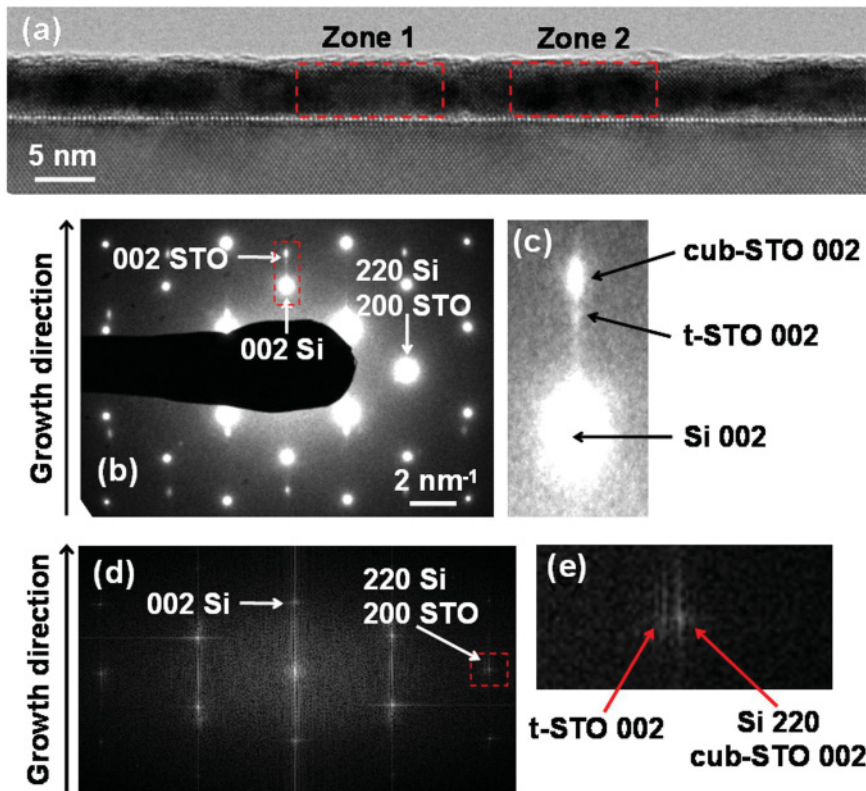 (a)
Zone 1
Zone 2
5 nm
Growth direction
002 STO
220 Si
200 STO
002 Si
(b)
2 nm-1
(c)
cub-STO 002
t-STO 002
Si 002
Growth direction
(d)
002 Si
220 Si
200 STO
(e)
t-STO 002
Si 220
cub-STO 002